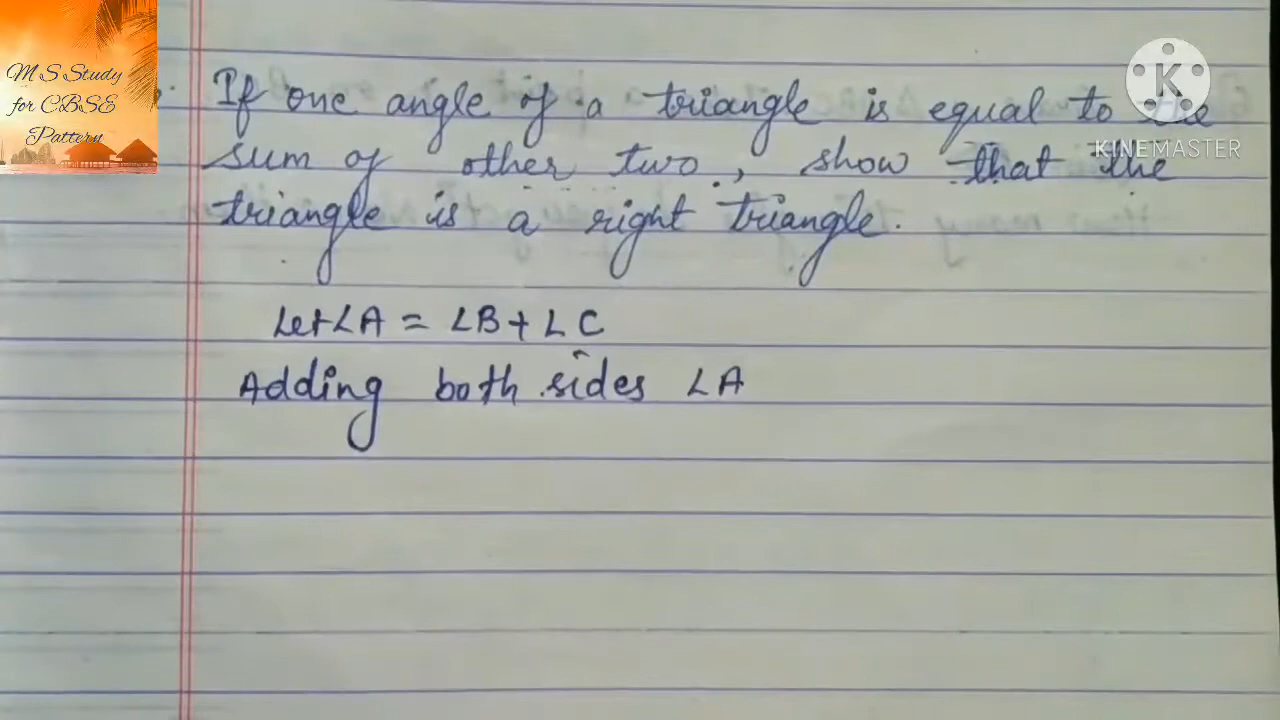 M S Study
for CBSE
Pattern
K
KINEMASTER
If one angle of a triangle is equal to the
sum of other two, show that the
triangle is a right triangle.
Let ∠A = ∠B + ∠C
Adding both sides ∠A